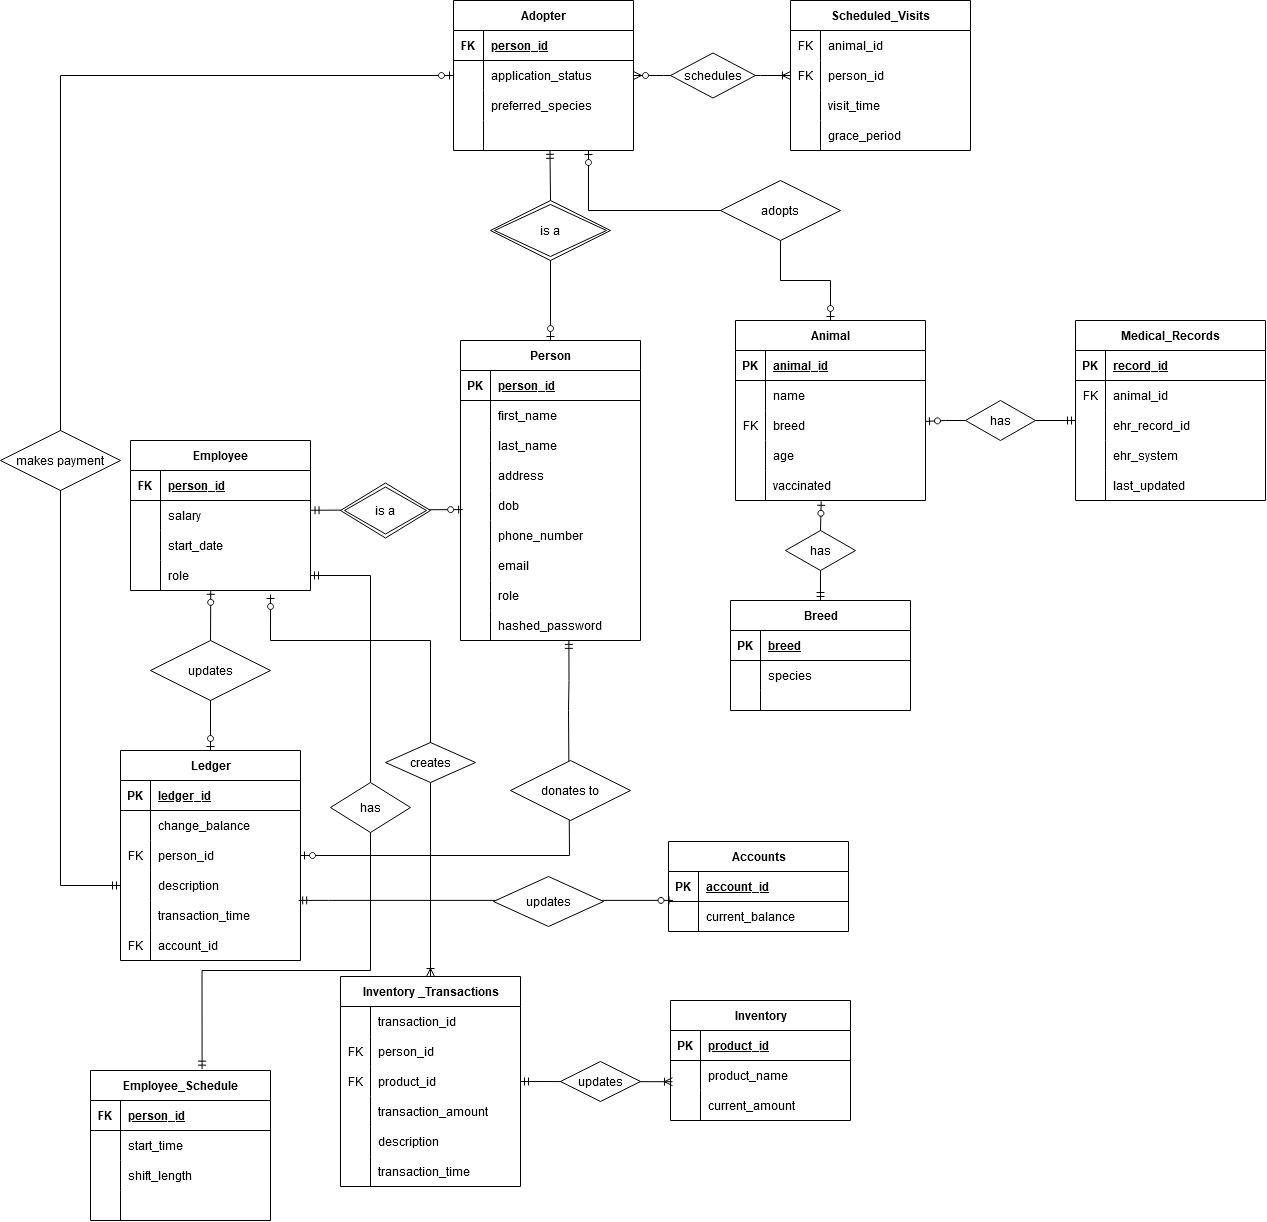 Adopter
FK person_id
application_status
preferred_species
Scheduled_Visits
FK animal_id
FK person_id
visit_time
grace_period
schedules
is a
adopts
Person
PK person_id
first_name
last_name
address
dob
phone_number
email
role
hashed_password
Animal
PK animal_id
name
FK breed
age
vaccinated
has
Medical_Records
PK record_id
FK animal_id
ehr_record_id
ehr_system
last_updated
makes payment
Employee
FK person_id
salary
start_date
role
is a
has
Breed
PK breed
species
updates
creates
has
donates to
Ledger
PK ledger_id
change_balance
FK person_id
description
transaction_time
FK account_id
updates
Accounts
PK account_id
current_balance
Inventory _Transactions
transaction_id
FK person_id
FK product_id
transaction_amount
description
transaction_time
updates
Inventory
PK product_id
product_name
current_amount
Employee_Schedule
FK person_id
start_time
shift_length